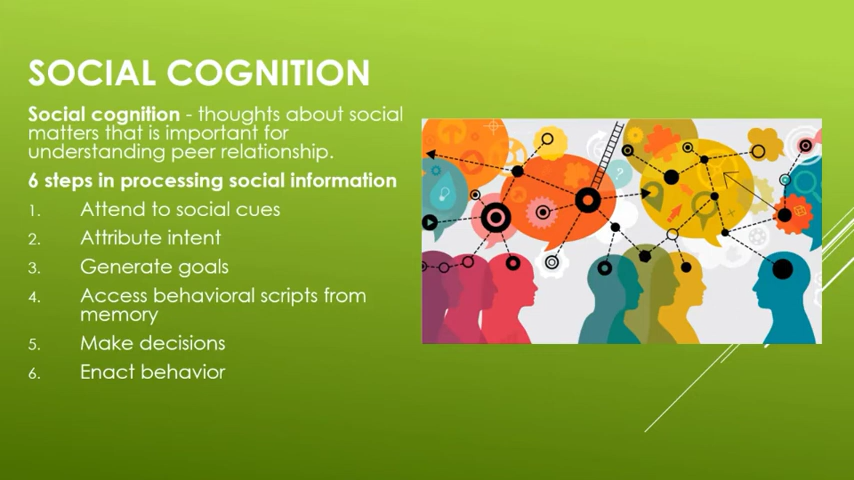 SOCIAL COGNITION
Social cognition - thoughts about social
matters that is important for
understanding peer relationship.
6 steps in processing social information
1. Attend to social cues
2. Attribute intent
3. Generate goals
4. Access behavioral scripts from
memory
5. Make decisions
6. Enact behavior
?